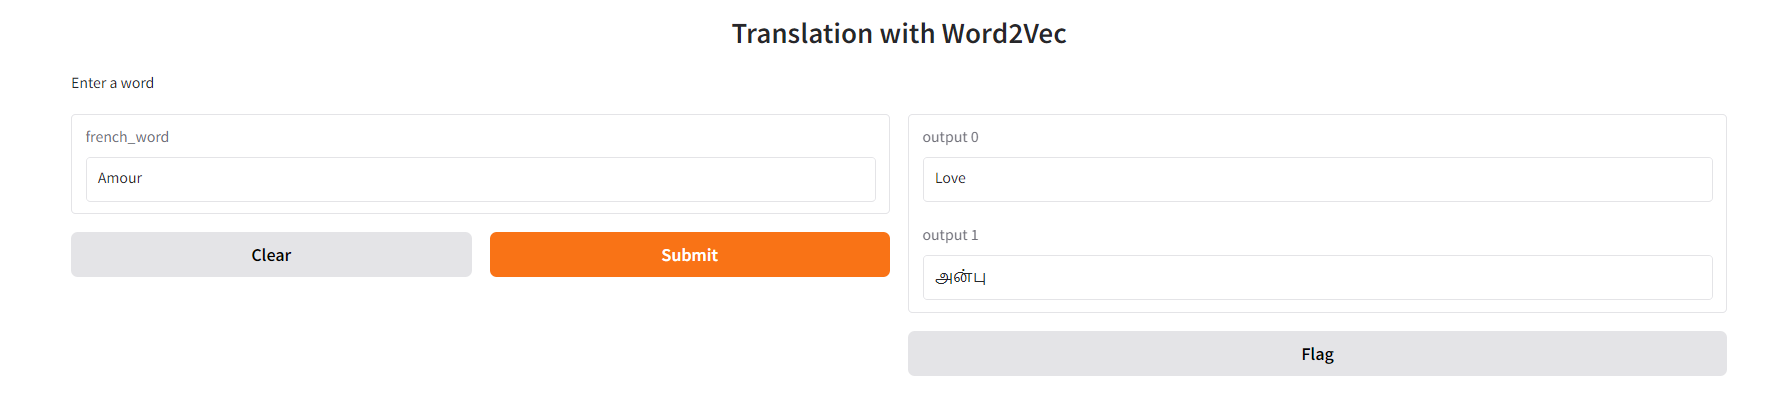 Translation with Word2Vec
Enter a word
french_word
Amour
Clear
Submit
output 0
Love
output 1
அன்பு
Flag